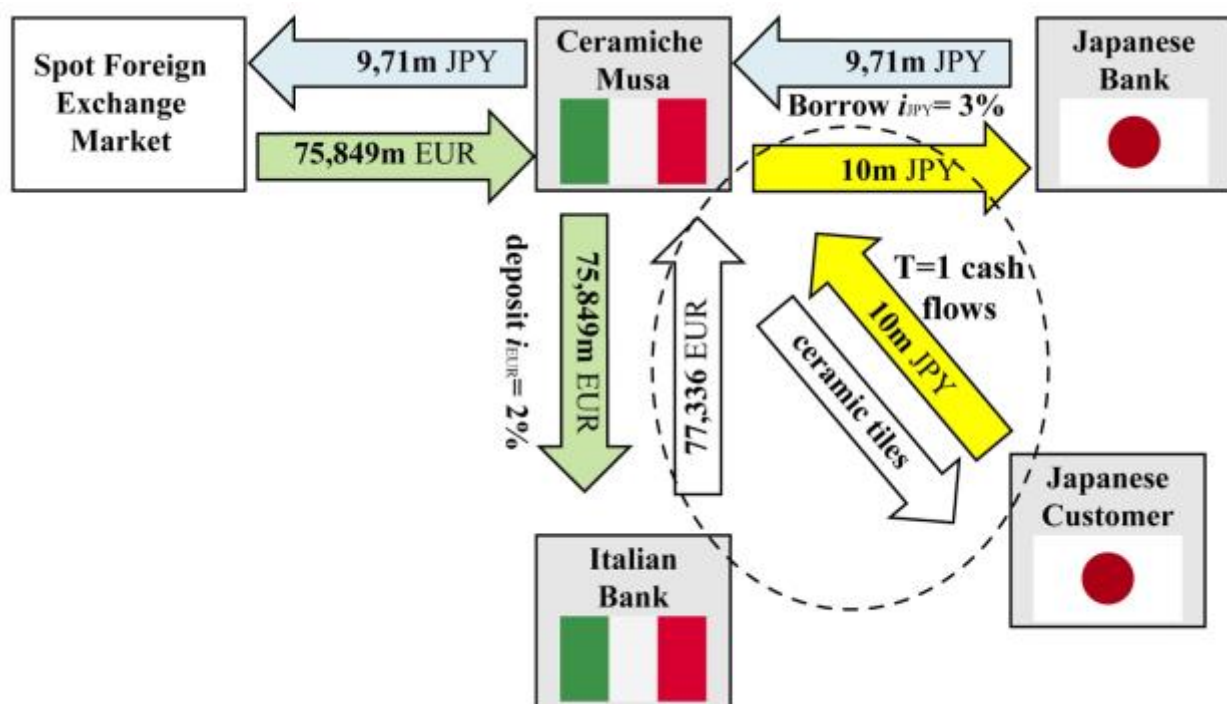 Spot Foreign
Exchange
Market
9,71m JPY
75,849m EUR
Ceramiche
Musa
9,71m JPY
Borrow iJPY= 3%
10m JPY
Japanese
Bank
deposit iEUR= 2%
75,849m EUR
77,336 EUR
T=1 cash
flows
10m JPY
ceramic tiles
Japanese
Customer
Italian
Bank